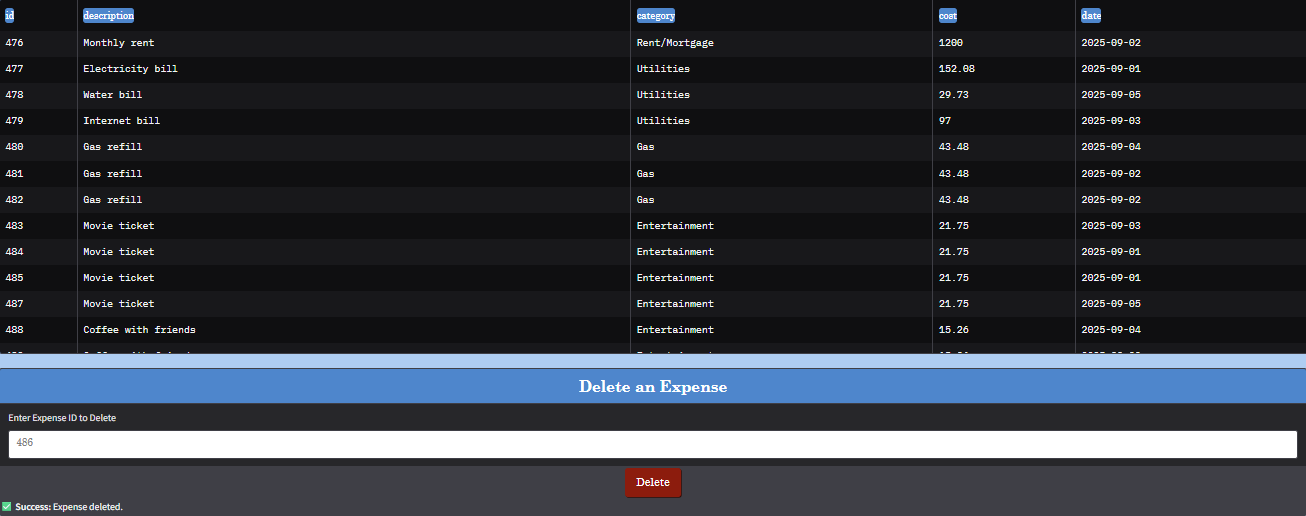 id description category cost date
476 Monthly rent Rent/Mortgage 1200 2025-09-02
477 Electricity bill Utilities 152.08 2025-09-01
478 Water bill Utilities 29.73 2025-09-05
479 Internet bill Utilities 97 2025-09-03
480 Gas refill Gas 43.48 2025-09-04
481 Gas refill Gas 43.48 2025-09-02
482 Gas refill Gas 43.48 2025-09-02
483 Movie ticket Entertainment 21.75 2025-09-03
484 Movie ticket Entertainment 21.75 2025-09-01
485 Movie ticket Entertainment 21.75 2025-09-01
487 Movie ticket Entertainment 21.75 2025-09-05
488 Coffee with friends Entertainment 15.26 2025-09-04
Delete an Expense
Enter Expense ID to Delete
486
Delete
Success: Expense deleted.